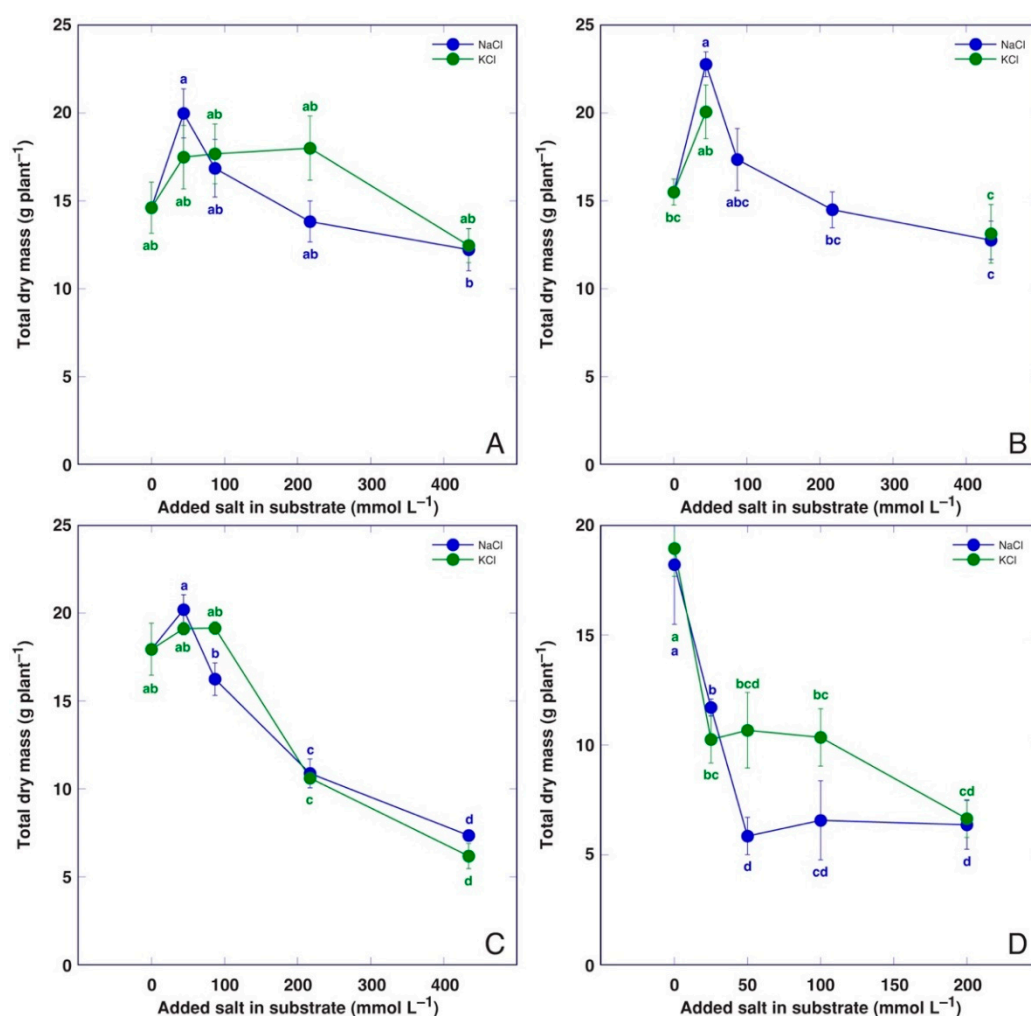 25
20
15
10
5
0
Total dry mass (g plant⁻¹)
NaCl
KCl
a
ab
ab
ab
ab
ab
ab
ab
ab
b
A
0 100 200 300 400
Added salt in substrate (mmol L⁻¹)
25
20
15
10
5
0
Total dry mass (g plant⁻¹)
NaCl
KCl
a
ab
bc
abc
bc
c
c
B
0 100 200 300 400
Added salt in substrate (mmol L⁻¹)
25
20
15
10
5
0
Total dry mass (g plant⁻¹)
NaCl
KCl
a
ab
ab
b
ab
c
c
d
d
C
0 100 200 300 400
Added salt in substrate (mmol L⁻¹)
20
15
10
5
0
Total dry mass (g plant⁻¹)
NaCl
KCl
a
a
b
bcd
bc
bc
cd
d
cd
d
D
0 50 100 150 200
Added salt in substrate (mmol L⁻¹)